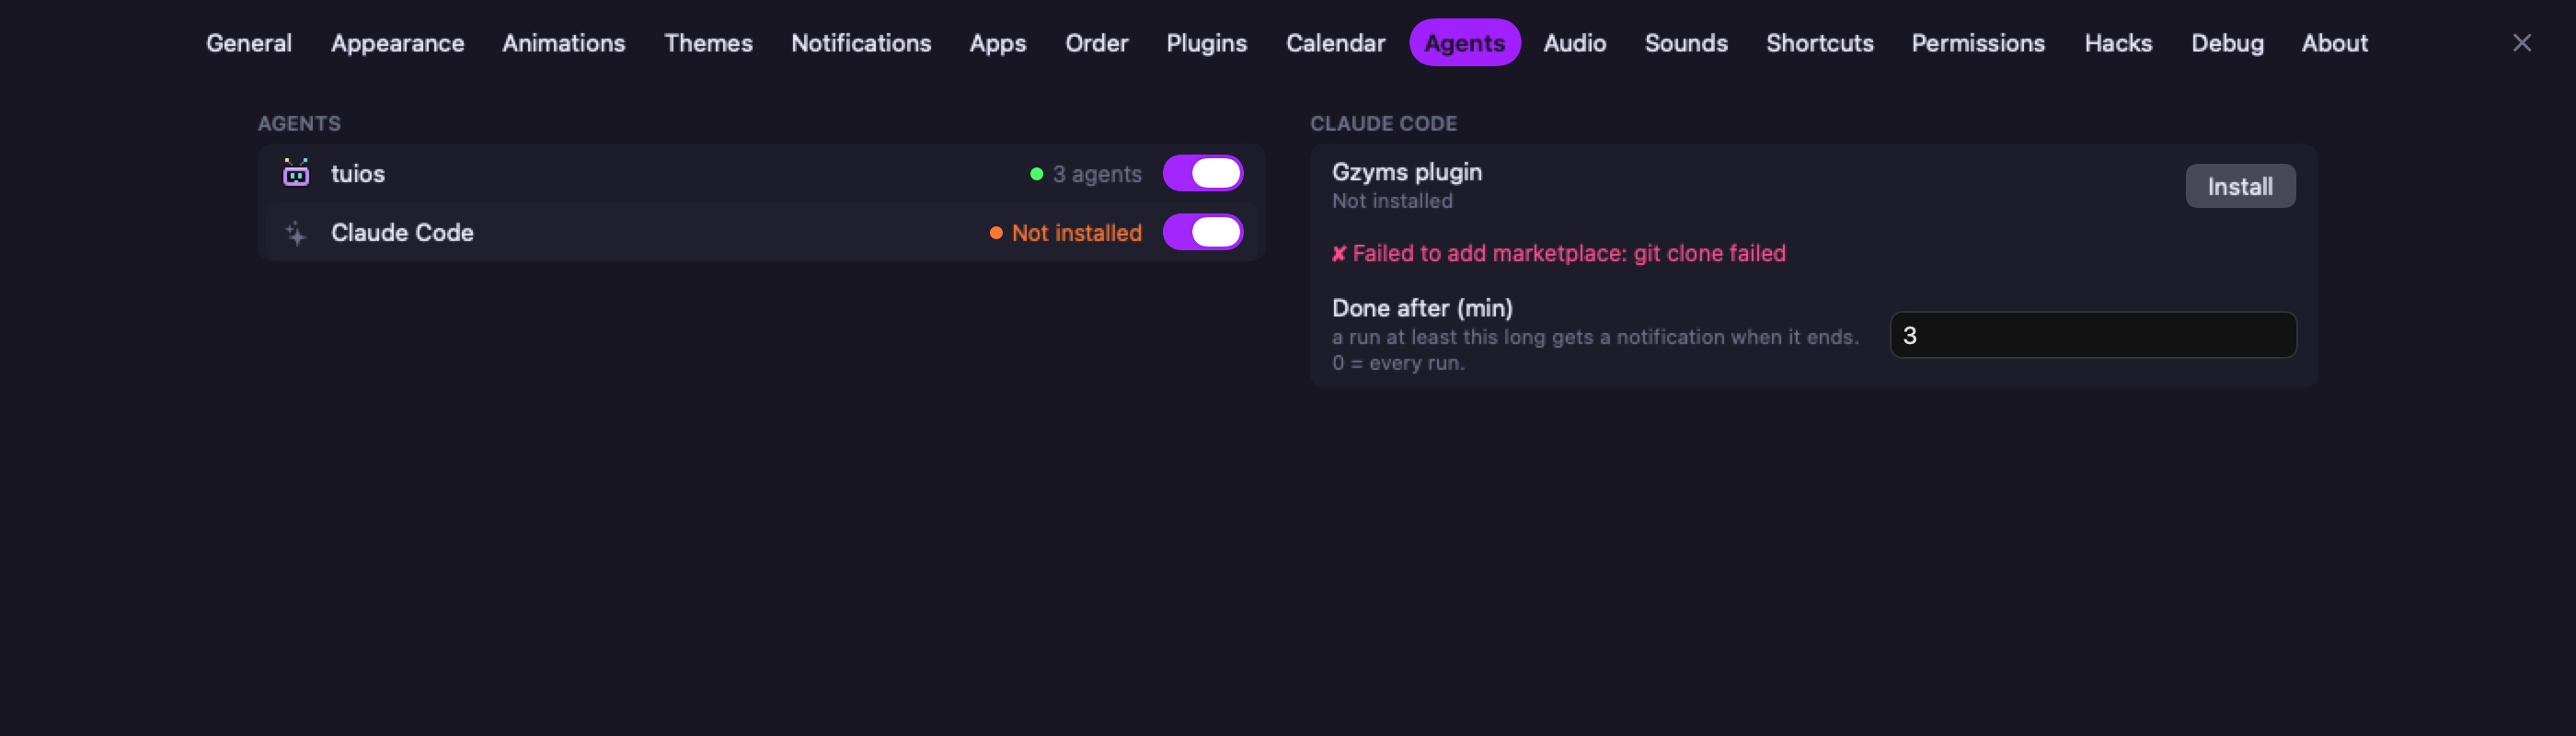 General Appearance Animations Themes Notifications Apps Order Plugins Calendar Agents Audio Sounds Shortcuts Permissions Hacks Debug About
AGENTS
tuios 3 agents
Claude Code Not installed
CLAUDE CODE
Gzyms plugin
Not installed
Install
✘ Failed to add marketplace: git clone failed
Done after (min)
a run at least this long gets a notification when it ends.
0 = every run.
3